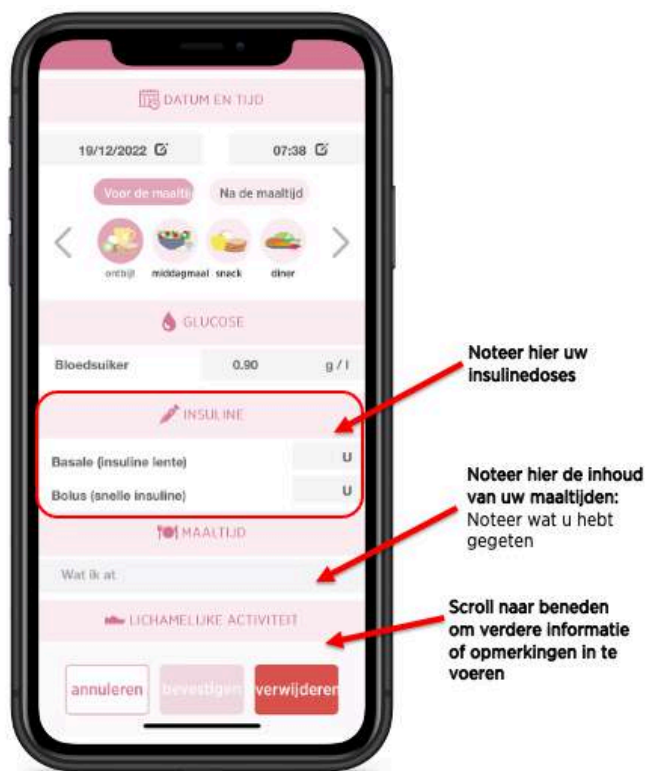 DATUM EN TIJD
19/12/2022 07:38
Voor de maaltij Na de maaltijd
ontbijt middagmaal snack diner
GLUCOSE
Bloedsuiker 0.90 g / l
INSULINE
Basale (insuline lente) U
Bolus (snelle insuline) U
MAALTIJD
Wat ik at
LICHAMELIJKE ACTIVITEIT
annuleren bevestigen verwijderen
Noteer hier uw
insulinedoses
Noteer hier de inhoud
van uw maaltijden:
Noteer wat u hebt
gegeten
Scroll naar beneden
om verdere informatie
of opmerkingen in te
voeren